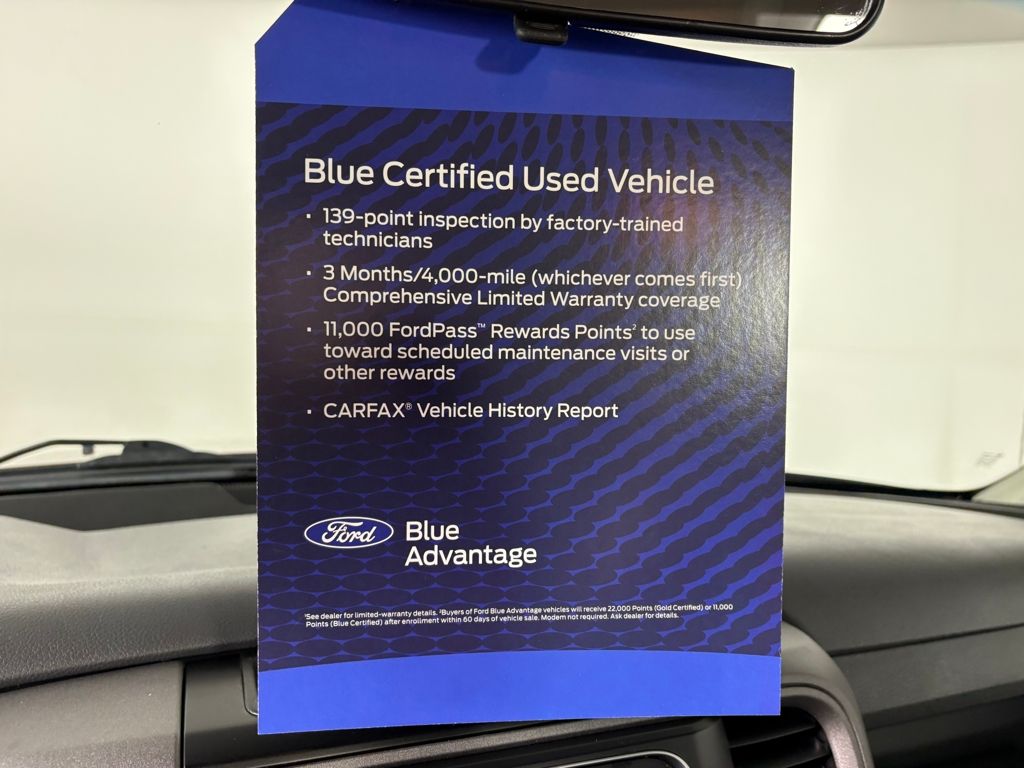 Blue Certified Used Vehicle
· 139-point inspection by factory-trained
technicians
· 3 Months/4,000-mile (whichever comes first)
Comprehensive Limited Warranty coverage
· 11,000 FordPass™ Rewards Points² to use
toward scheduled maintenance visits or
other rewards
· CARFAX® Vehicle History Report
Ford
Blue
Advantage
¹See dealer for limited-warranty details. ²Buyers of Ford Blue Advantage vehicles will receive 22,000 Points (Gold Certified) or 11,000
Points (Blue Certified) after enrollment within 60 days of vehicle sale. Modem not required. Ask dealer for details.